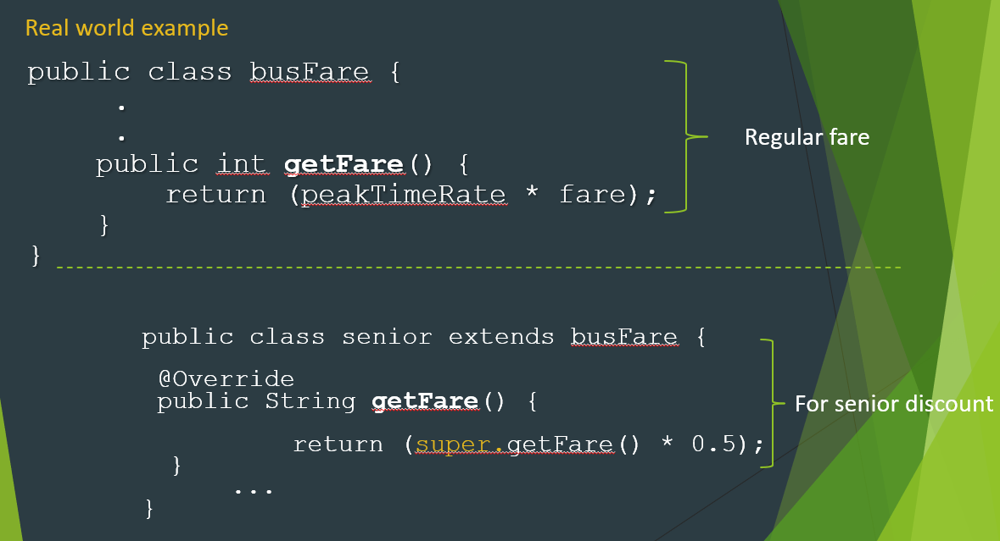 Real world example
public class busFare {
.
.
public int getFare() {
return (peakTimeRate * fare);
}
}
Regular fare
public class senior extends busFare {
@Override
public String getFare() {
return (super.getFare() * 0.5);
}
...
}
For senior discount